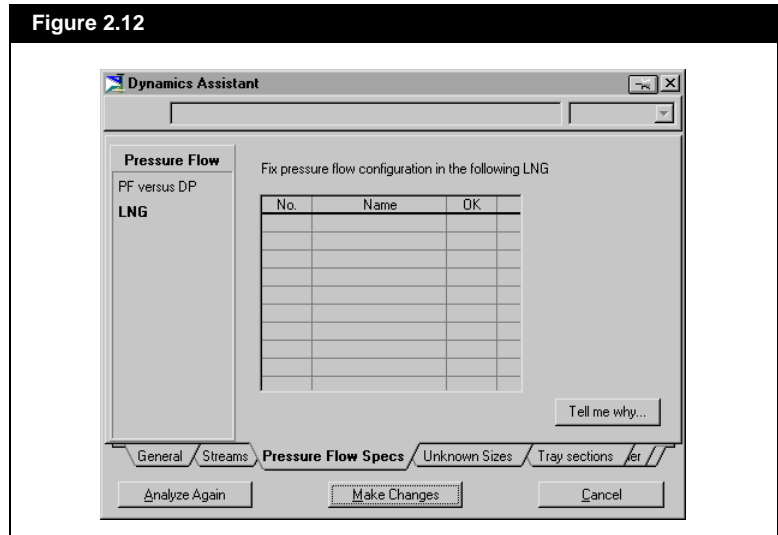 Figure 2.12
Dynamics Assistant
Pressure Flow
PF versus DP
LNG
Fix pressure flow configuration in the following LNG
No. Name OK
Tell me why...
General Streams Pressure Flow Specs Unknown Sizes Tray sections er
Analyze Again Make Changes Cancel